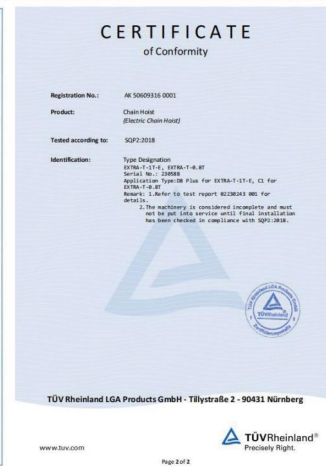 CERTIFICATE
of Conformity
Registration No.: AK 50609316 0001
Product: Chain Hoist
(Electric Chain Hoist)
Tested according to: SQP2:2018
Identification: Type Designation
EXTRA-T-1T-E, EXTRA-T-0.8T
Serial No.: 230588
Application Type:D8 Plus for EXTRA-T-1T-E, C1 for
EXTRA-T-0.8T
Remark: 1.Refer to test report 02230243 001 for
details.
2.The machinery is considered incomplete and must
not be put into service until final installation
has been checked in compliance with SQP2:2018.
TÜVRheinland
TÜV Rheinland LGA Products GmbH - Tillystraße 2 - 90431 Nürnberg
www.tuv.com
TÜVRheinland®
Precisely Right.
Page 2 of 2